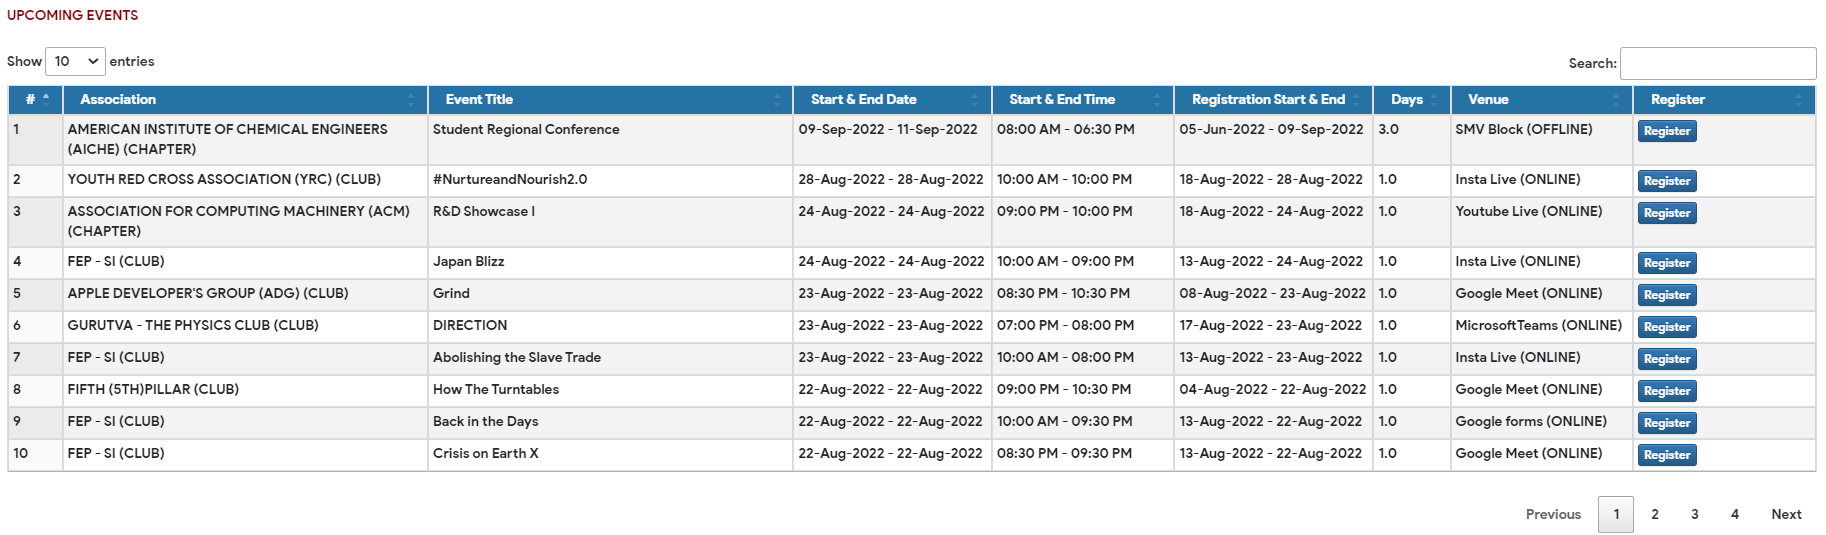 UPCOMING EVENTS
Show 10 entries
Search:
# Association Event Title Start & End Date Start & End Time Registration Start & End Days Venue Register
1 AMERICAN INSTITUTE OF CHEMICAL ENGINEERS Student Regional Conference 09-Sep-2022 - 11-Sep-2022 08:00 AM - 06:30 PM 05-Jun-2022 - 09-Sep-2022 3.0 SMV Block (OFFLINE) Register
(AICHE) (CHAPTER)
2 YOUTH RED CROSS ASSOCIATION (YRC) (CLUB) #NurtureandNourish2.0 28-Aug-2022 - 28-Aug-2022 10:00 AM - 10:00 PM 18-Aug-2022 - 28-Aug-2022 1.0 Insta Live (ONLINE) Register
3 ASSOCIATION FOR COMPUTING MACHINERY (ACM) R&D Showcase I 24-Aug-2022 - 24-Aug-2022 09:00 PM - 10:00 PM 18-Aug-2022 - 24-Aug-2022 1.0 Youtube Live (ONLINE) Register
(CHAPTER)
4 FEP - SI (CLUB) Japan Blizz 24-Aug-2022 - 24-Aug-2022 10:00 AM - 09:00 PM 13-Aug-2022 - 24-Aug-2022 1.0 Insta Live (ONLINE) Register
5 APPLE DEVELOPER'S GROUP (ADG) (CLUB) Grind 23-Aug-2022 - 23-Aug-2022 08:30 PM - 10:30 PM 08-Aug-2022 - 23-Aug-2022 1.0 Google Meet (ONLINE) Register
6 GURUTVA - THE PHYSICS CLUB (CLUB) DIRECTION 23-Aug-2022 - 23-Aug-2022 07:00 PM - 08:00 PM 17-Aug-2022 - 23-Aug-2022 1.0 MicrosoftTeams (ONLINE) Register
7 FEP - SI (CLUB) Abolishing the Slave Trade 23-Aug-2022 - 23-Aug-2022 10:00 AM - 08:00 PM 13-Aug-2022 - 23-Aug-2022 1.0 Insta Live (ONLINE) Register
8 FIFTH (5TH)PILLAR (CLUB) How The Turntables 22-Aug-2022 - 22-Aug-2022 09:00 PM - 10:30 PM 04-Aug-2022 - 22-Aug-2022 1.0 Google Meet (ONLINE) Register
9 FEP - SI (CLUB) Back in the Days 22-Aug-2022 - 22-Aug-2022 10:00 AM - 09:30 PM 13-Aug-2022 - 22-Aug-2022 1.0 Google forms (ONLINE) Register
10 FEP - SI (CLUB) Crisis on Earth X 22-Aug-2022 - 22-Aug-2022 08:30 PM - 09:30 PM 13-Aug-2022 - 22-Aug-2022 1.0 Google Meet (ONLINE) Register
Previous 1 2 3 4 Next